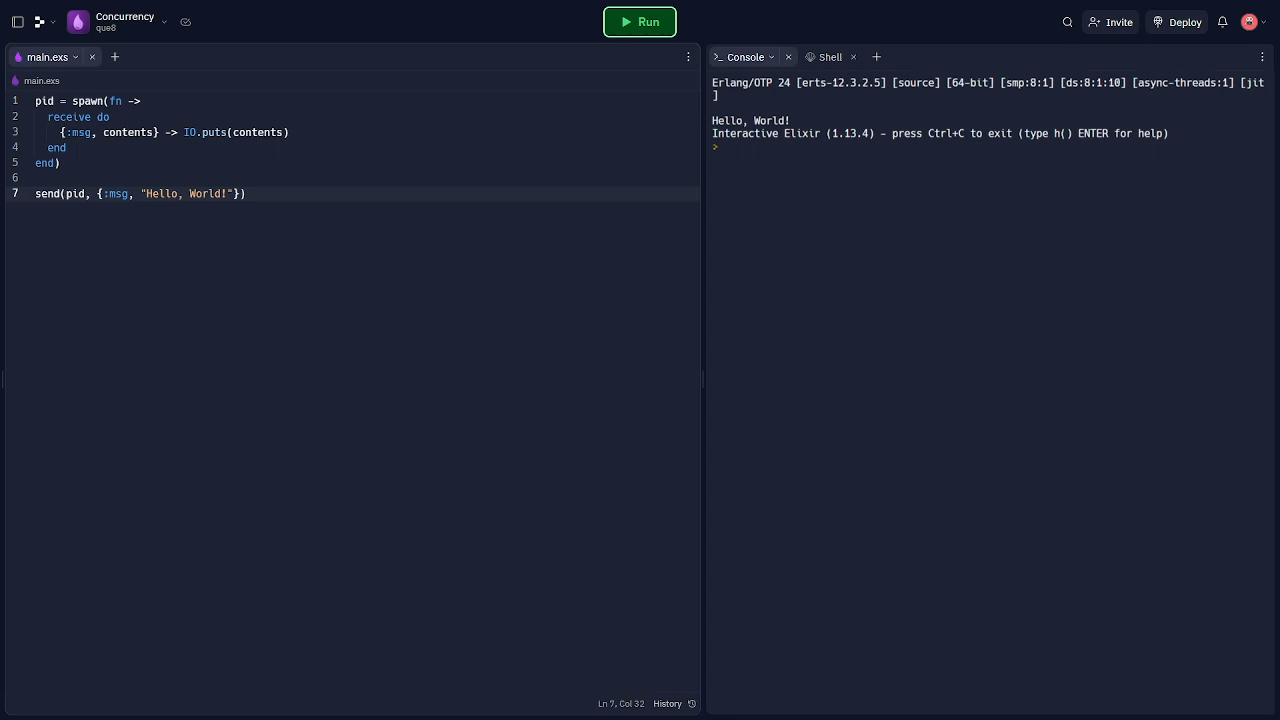 Concurrency
que8
Run
Invite
Deploy
main.exs
main.exs
1 pid = spawn(fn ->
2   receive do
3     {:msg, contents} -> IO.puts(contents)
4   end
5 end)
6
7 send(pid, {:msg, "Hello, World!"})
Ln 7, Col 32 History
Console
Shell
Erlang/OTP 24 [erts-12.3.2.5] [source] [64-bit] [smp:8:1] [ds:8:1:10] [async-threads:1] [jit
]
Hello, World!
Interactive Elixir (1.13.4) - press Ctrl+C to exit (type h() ENTER for help)
>